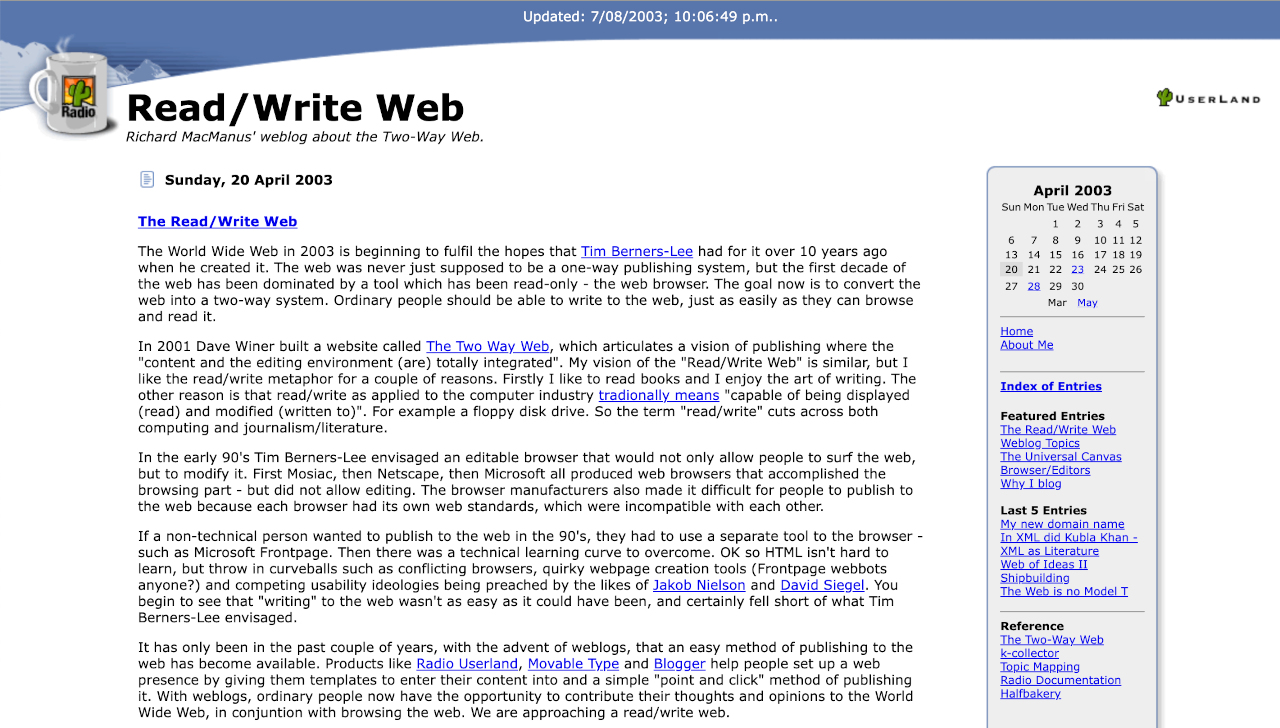 Updated: 7/08/2003; 10:06:49 p.m..
Radio
Read/Write Web
Richard MacManus' weblog about the Two-Way Web.
USERLAND
Sunday, 20 April 2003
The Read/Write Web
The World Wide Web in 2003 is beginning to fulfil the hopes that Tim Berners-Lee had for it over 10 years ago
when he created it. The web was never just supposed to be a one-way publishing system, but the first decade of
the web has been dominated by a tool which has been read-only - the web browser. The goal now is to convert the
web into a two-way system. Ordinary people should be able to write to the web, just as easily as they can browse
and read it.
In 2001 Dave Winer built a website called The Two Way Web, which articulates a vision of publishing where the
"content and the editing environment (are) totally integrated". My vision of the "Read/Write Web" is similar, but I
like the read/write metaphor for a couple of reasons. Firstly I like to read books and I enjoy the art of writing. The
other reason is that read/write as applied to the computer industry tradionally means "capable of being displayed
(read) and modified (written to)". For example a floppy disk drive. So the term "read/write" cuts across both
computing and journalism/literature.
In the early 90's Tim Berners-Lee envisaged an editable browser that would not only allow people to surf the web,
but to modify it. First Mosiac, then Netscape, then Microsoft all produced web browsers that accomplished the
browsing part - but did not allow editing. The browser manufacturers also made it difficult for people to publish to
the web because each browser had its own web standards, which were incompatible with each other.
If a non-technical person wanted to publish to the web in the 90's, they had to use a separate tool to the browser -
such as Microsoft Frontpage. Then there was a technical learning curve to overcome. OK so HTML isn't hard to
learn, but throw in curveballs such as conflicting browsers, quirky webpage creation tools (Frontpage webbots
anyone?) and competing usability ideologies being preached by the likes of Jakob Nielson and David Siegel. You
begin to see that "writing" to the web wasn't as easy as it could have been, and certainly fell short of what Tim
Berners-Lee envisaged.
It has only been in the past couple of years, with the advent of weblogs, that an easy method of publishing to the
web has become available. Products like Radio Userland, Movable Type and Blogger help people set up a web
presence by giving them templates to enter their content into and a simple "point and click" method of publishing
it. With weblogs, ordinary people now have the opportunity to contribute their thoughts and opinions to the World
Wide Web, in conjuntion with browsing the web. We are approaching a read/write web.
April 2003
Sun Mon Tue Wed Thu Fri Sat
1 2 3 4 5
6 7 8 9 10 11 12
13 14 15 16 17 18 19
20 21 22 23 24 25 26
27 28 29 30
Mar May
Home
About Me
Index of Entries
Featured Entries
The Read/Write Web
Weblog Topics
The Universal Canvas
Browser/Editors
Why I blog
Last 5 Entries
My new domain name
In XML did Kubla Khan -
XML as Literature
Web of Ideas II
Shipbuilding
The Web is no Model T
Reference
The Two-Way Web
k-collector
Topic Mapping
Radio Documentation
Halfbakery